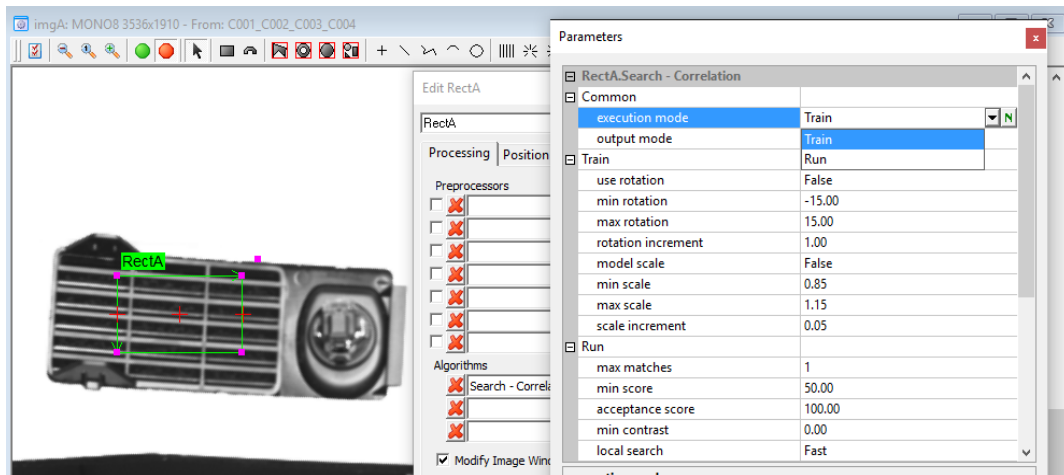 imgA: MONO8 3536x1910 - From: C001_C002_C003_C004
Parameters
Edit RectA
RectA
Processing
Position
Preprocessors
Algorithms
Search - Correla
Modify Image Wind
RectA
RectA.Search - Correlation
Common
execution mode Train N
output mode
Train
Run
Train
use rotation False
min rotation -15.00
max rotation 15.00
rotation increment 1.00
model scale False
min scale 0.85
max scale 1.15
scale increment 0.05
Run
max matches 1
min score 50.00
acceptance score 100.00
min contrast 0.00
local search Fast